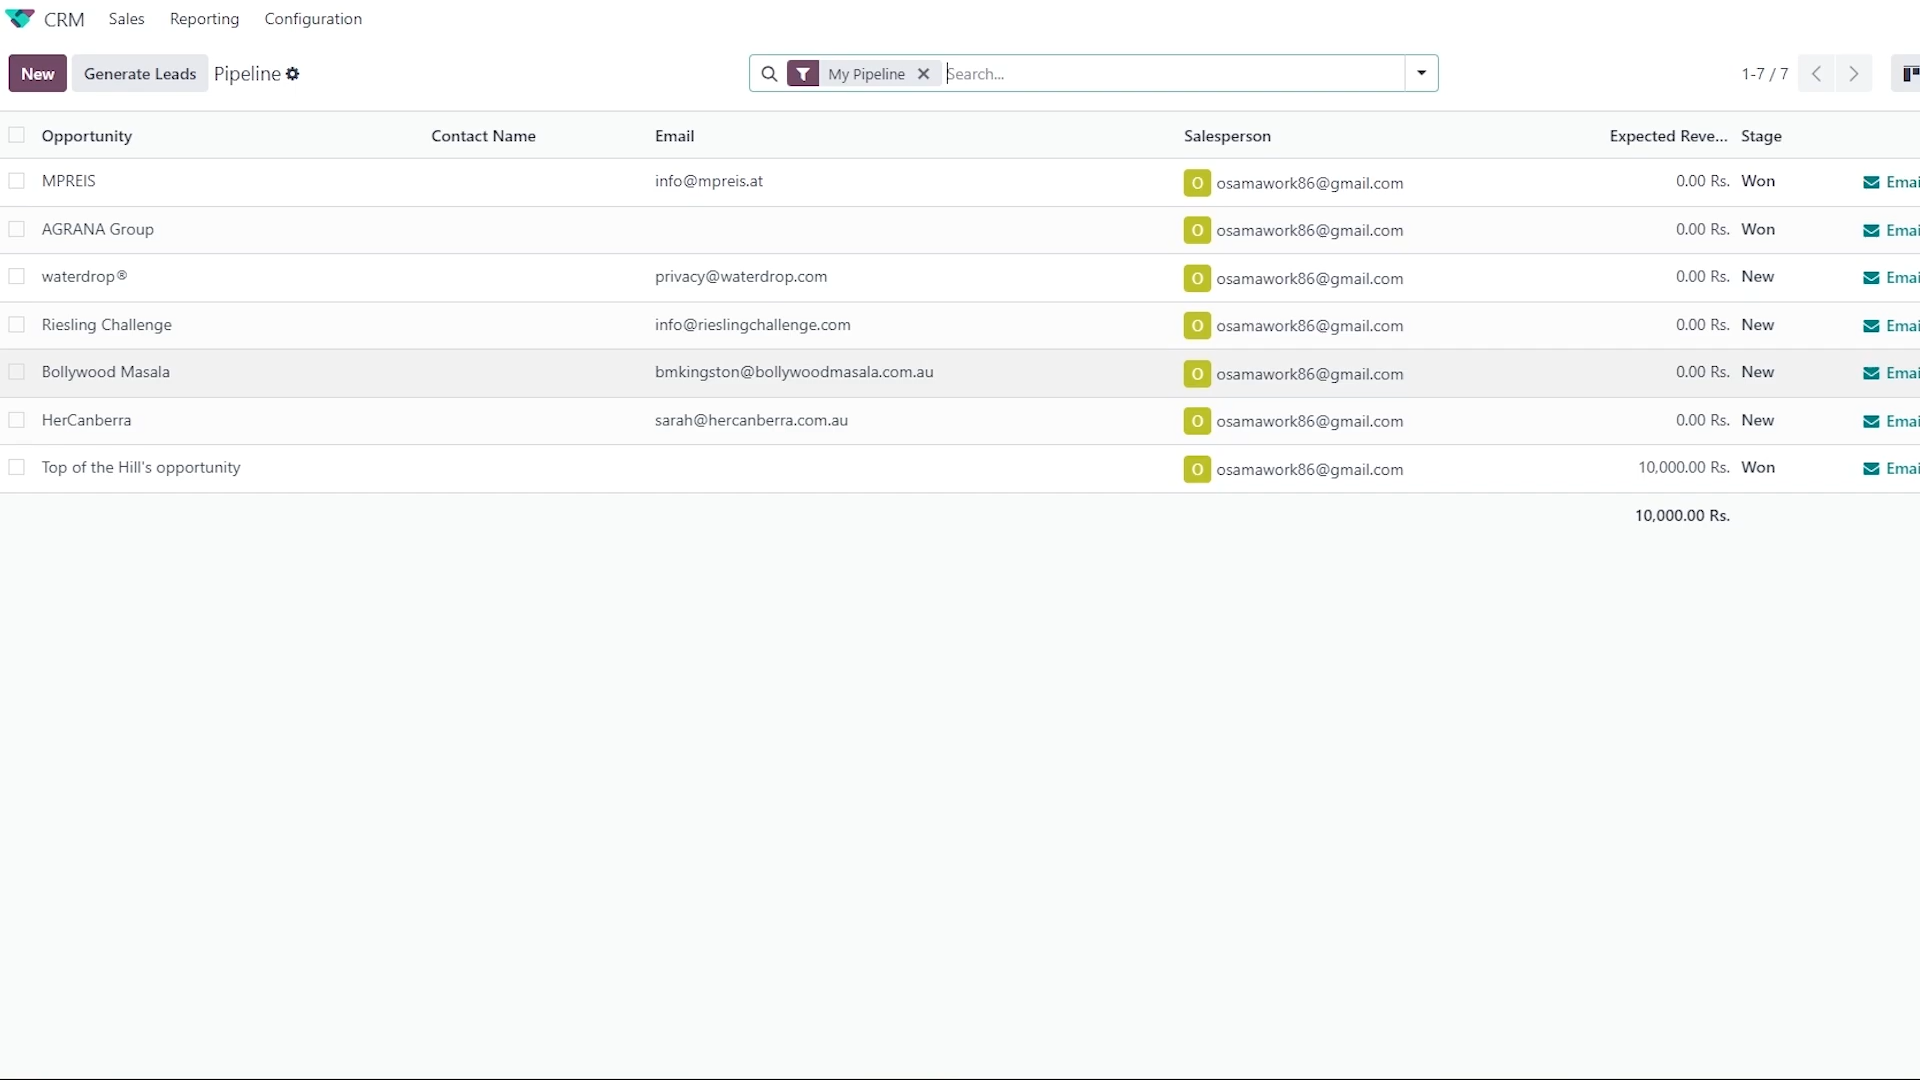 CRM Sales Reporting Configuration
New Generate Leads Pipeline My Pipeline Search... 1-7 / 7
Opportunity Contact Name Email Salesperson Expected Reve... Stage
MPREIS info@mpreis.at O osamawork86@gmail.com 0.00 Rs. Won Emai
AGRANA Group O osamawork86@gmail.com 0.00 Rs. Won Emai
waterdrop® privacy@waterdrop.com O osamawork86@gmail.com 0.00 Rs. New Emai
Riesling Challenge info@rieslingchallenge.com O osamawork86@gmail.com 0.00 Rs. New Emai
Bollywood Masala bmkingston@bollywoodmasala.com.au O osamawork86@gmail.com 0.00 Rs. New Emai
HerCanberra sarah@hercanberra.com.au O osamawork86@gmail.com 0.00 Rs. New Emai
Top of the Hill's opportunity O osamawork86@gmail.com 10,000.00 Rs. Won Emai
10,000.00 Rs.